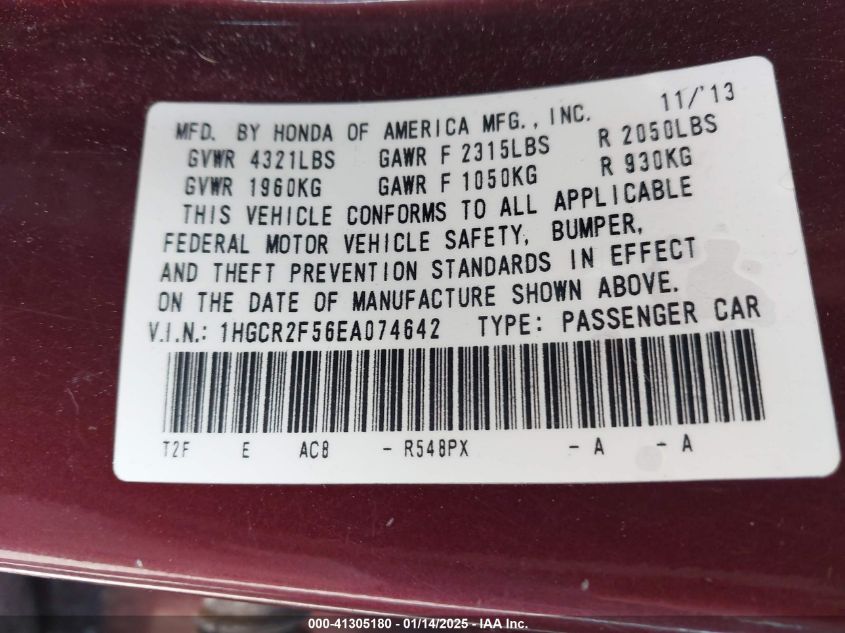 MFD. BY HONDA OF AMERICA MFG., INC. 11/'13
GVWR 4321LBS GAWR F 2315LBS R 2050LBS
GVWR 1960KG GAWR F 1050KG R 930KG
THIS VEHICLE CONFORMS TO ALL APPLICABLE
FEDERAL MOTOR VEHICLE SAFETY, BUMPER,
AND THEFT PREVENTION STANDARDS IN EFFECT
ON THE DATE OF MANUFACTURE SHOWN ABOVE.
V.I.N.: 1HGCR2F56EA074642 TYPE: PASSENGER CAR
T2F E AC8 - R548PX - A - A
000-41305180 - 01/14/2025 - IAA Inc.